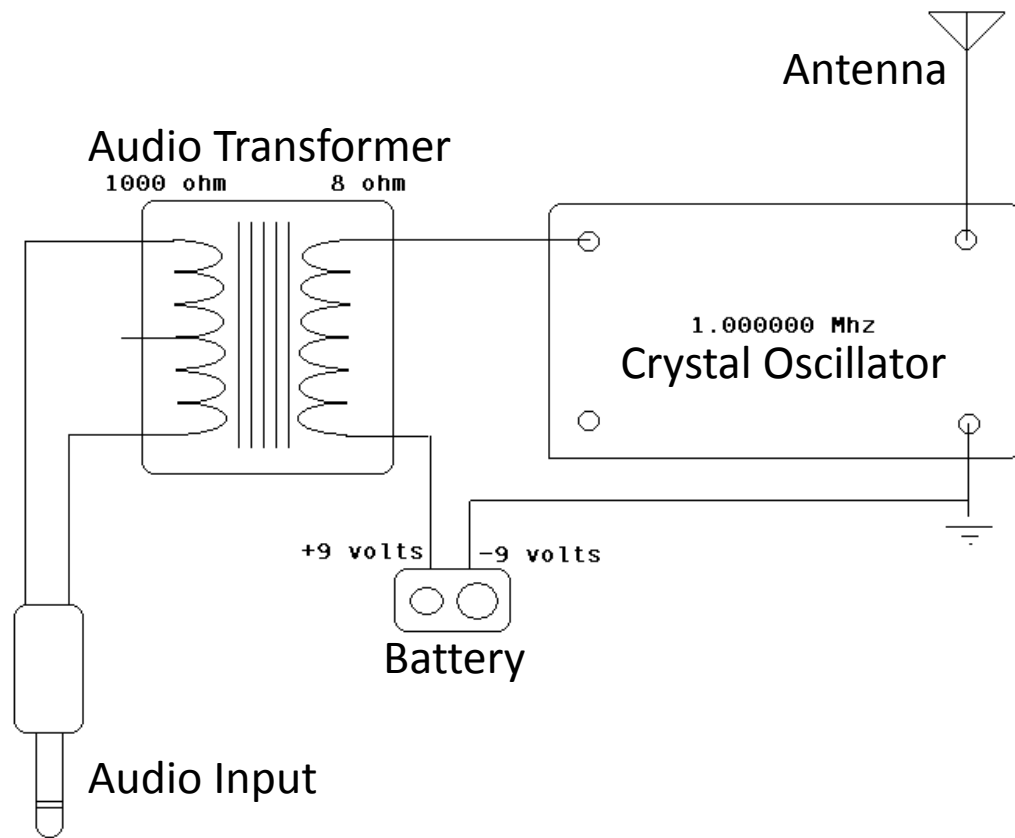 Antenna
Audio Transformer
1000 ohm 8 ohm
1.000000 Mhz
Crystal Oscillator
+9 volts -9 volts
Battery
Audio Input